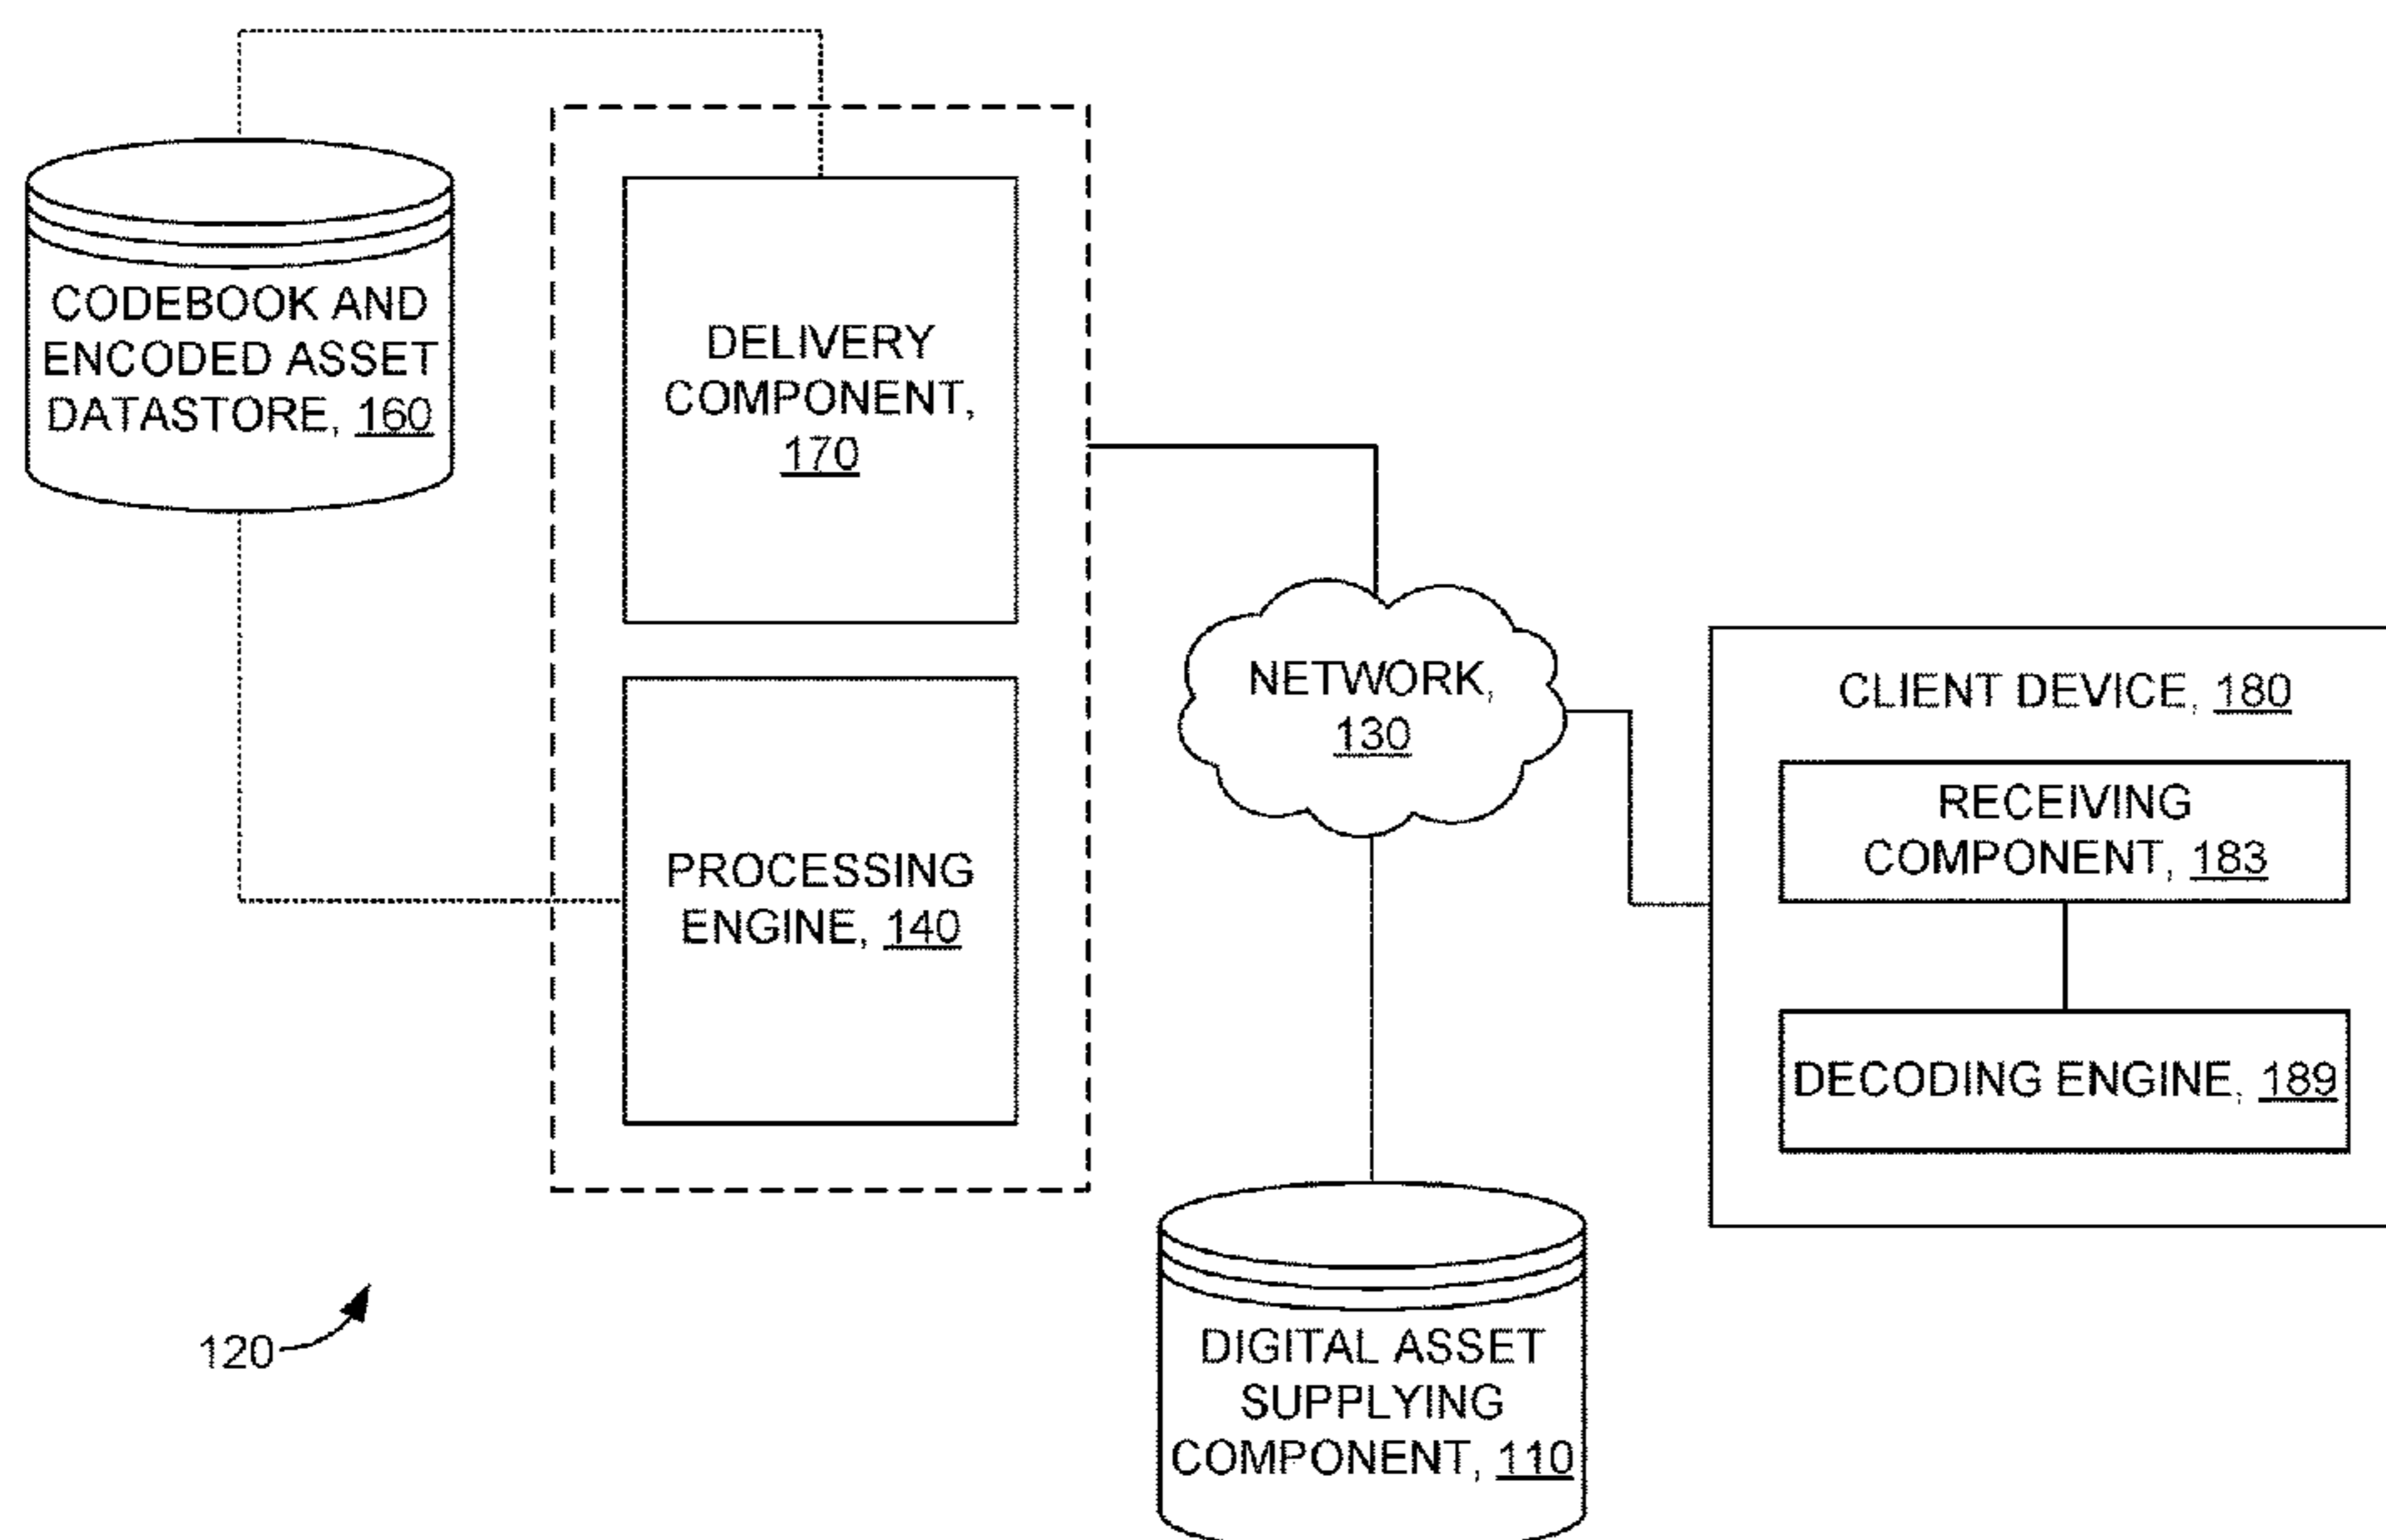 CODEBOOK AND
ENCODED ASSET
DATASTORE, 160
DELIVERY
COMPONENT,
170
PROCESSING
ENGINE, 140
NETWORK,
130
CLIENT DEVICE, 180
RECEIVING
COMPONENT, 183
DECODING ENGINE, 189
DIGITAL ASSET
SUPPLYING
COMPONENT, 110
120